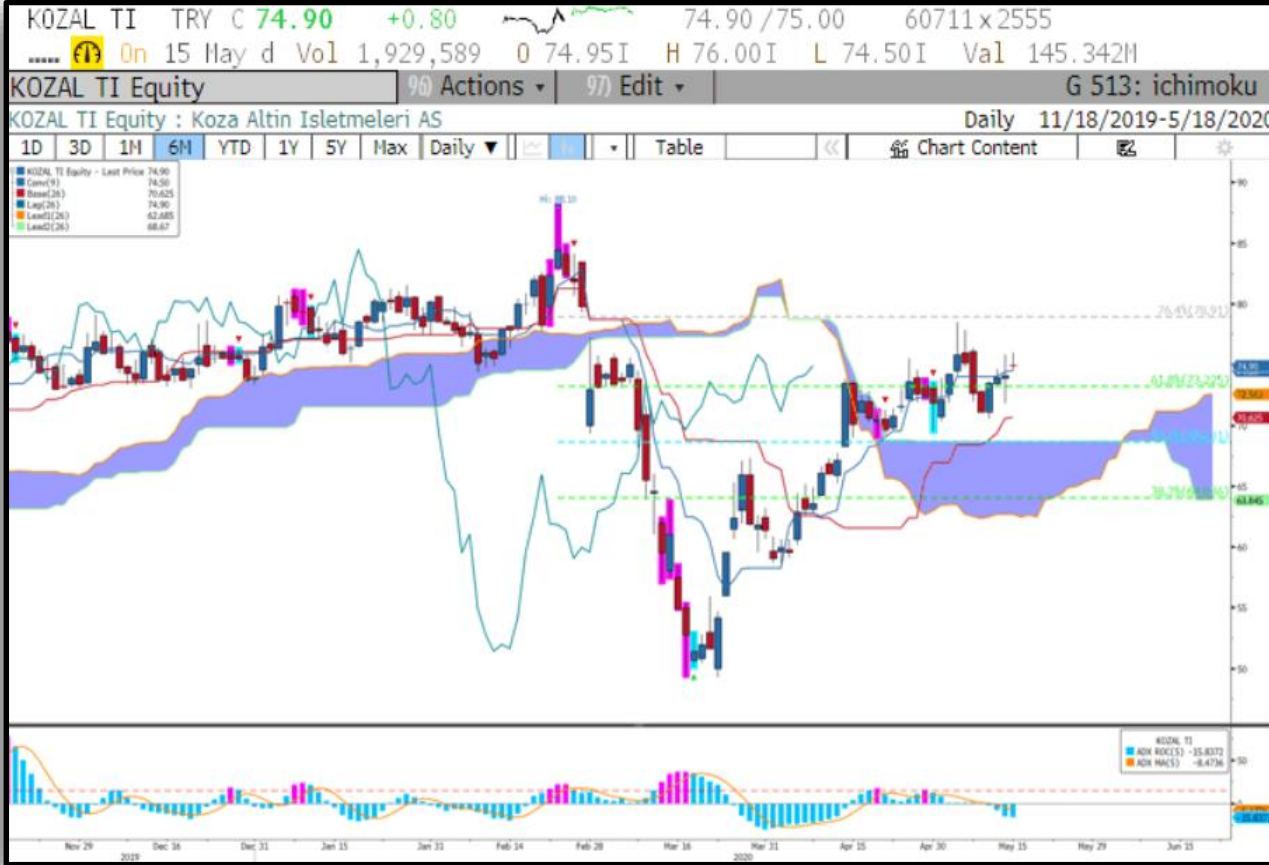 KOZAL TI TRY C 74.90 +0.80 74.90 /75.00 60711 x 2555
On 15 May d Vol 1,929,589 O 74.95I H 76.00I L 74.50I Val 145.342M
KOZAL TI Equity 96) Actions 97) Edit G 513: ichimoku
KOZAL TI Equity : Koza Altin Isletmeleri AS Daily 11/18/2019-5/18/2020
1D 3D 1M 6M YTD 1Y 5Y Max Daily ▼ Table « Chart Content
KOZAL TI Equity - Last Price 74.90
Conv(9) 74.50
Base(26) 70.625
Lag(26) 74.90
Lead1(26) 62.685
Lead2(26) 68.67
Hi: 88.10
90
85
80
74.90
70.625
70
65
63.845
60
55
50
KOZAL TI
ADX ROC(5) -15.8372
ADX MA(5) -8.4736
50
0
Nov 29 Dec 16 Dec 31 Jan 15 Jan 31 Feb 14 Feb 28 Mar 16 Mar 31 Apr 15 Apr 30 May 15 May 29 Jun 15
2019 2020